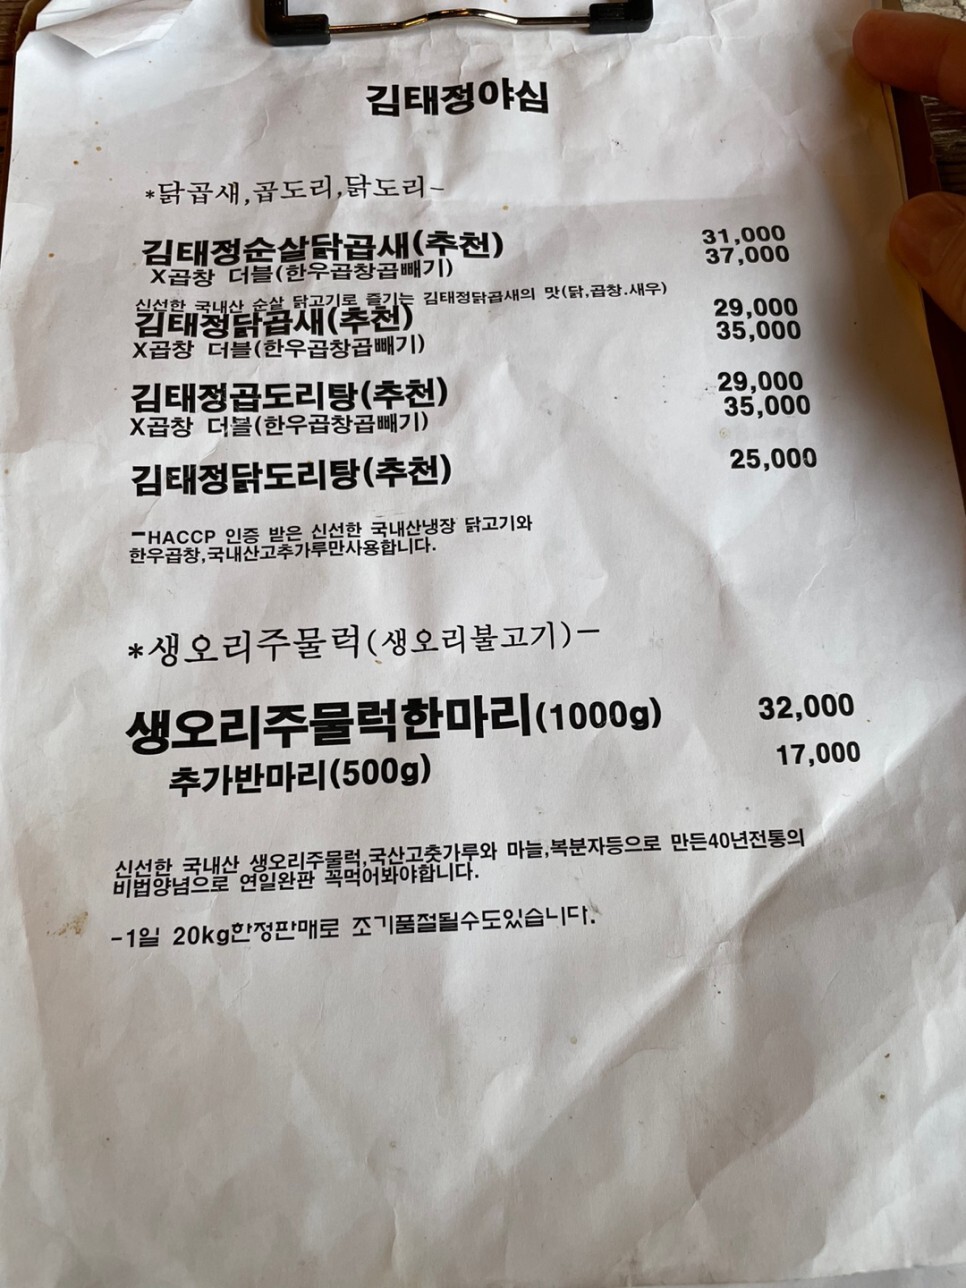 김태정야심
*닭곱새,곱도리,닭도리-
김태정순살닭곱새(추천) 31,000
X곱창 더블(한우곱창곱빼기) 37,000
신선한 국내산 순살 닭고기로 즐기는 김태정닭곱새의 맛(닭,곱창.새우)
김태정닭곱새(추천) 29,000
X곱창 더블(한우곱창곱빼기) 35,000
김태정곱도리탕(추천) 29,000
X곱창 더블(한우곱창곱빼기) 35,000
김태정닭도리탕(추천) 25,000
-HACCP 인증 받은 신선한 국내산냉장 닭고기와
한우곱창,국내산고추가루만사용합니다.
*생오리주물럭(생오리불고기)-
생오리주물럭한마리(1000g) 32,000
추가반마리(500g) 17,000
신선한 국내산 생오리주물럭,국산고춧가루와 마늘,복분자등으로 만든40년전통의
비법양념으로 연일완판 꼭먹어봐야합니다.
-1일 20kg한정판매로 조기품절될수도있습니다.